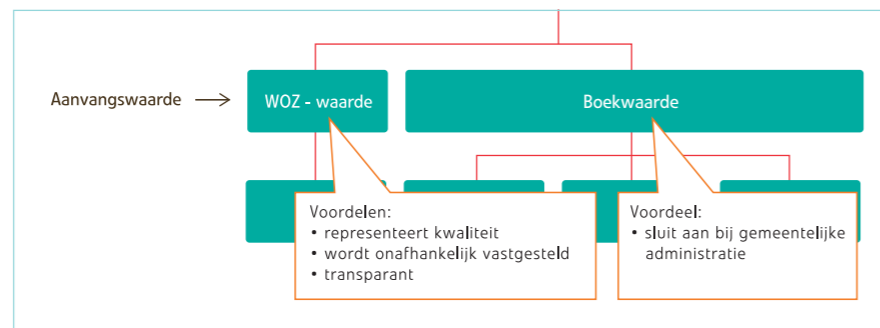 Aanvangswaarde →
WOZ - waarde
Boekwaarde
Voordelen:
• representeert kwaliteit
• wordt onafhankelijk vastgesteld
• transparant
Voordeel:
• sluit aan bij gemeentelijke
administratie